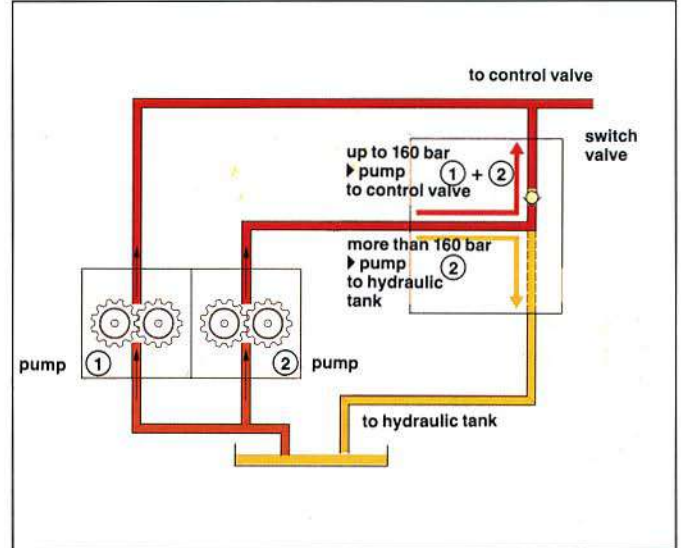 to control valve
switch
valve
up to 160 bar
▶ pump ① + ②
to control valve
more than 160 bar
▶ pump ②
to hydraulic
tank
pump ①
② pump
to hydraulic tank